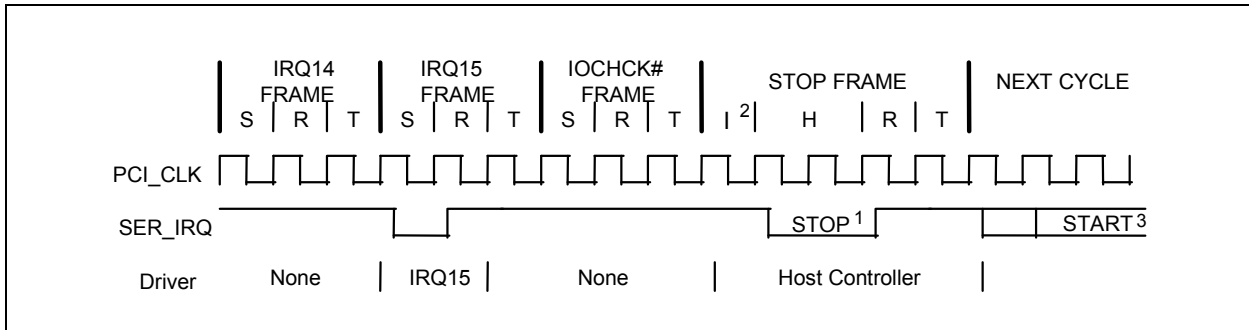 IRQ14 IRQ15 IOCHCK#
FRAME FRAME FRAME STOP FRAME NEXT CYCLE
S R T S R T S R T I 2 H R T
PCI_CLK
SER_IRQ STOP 1 START 3
Driver None IRQ15 None Host Controller